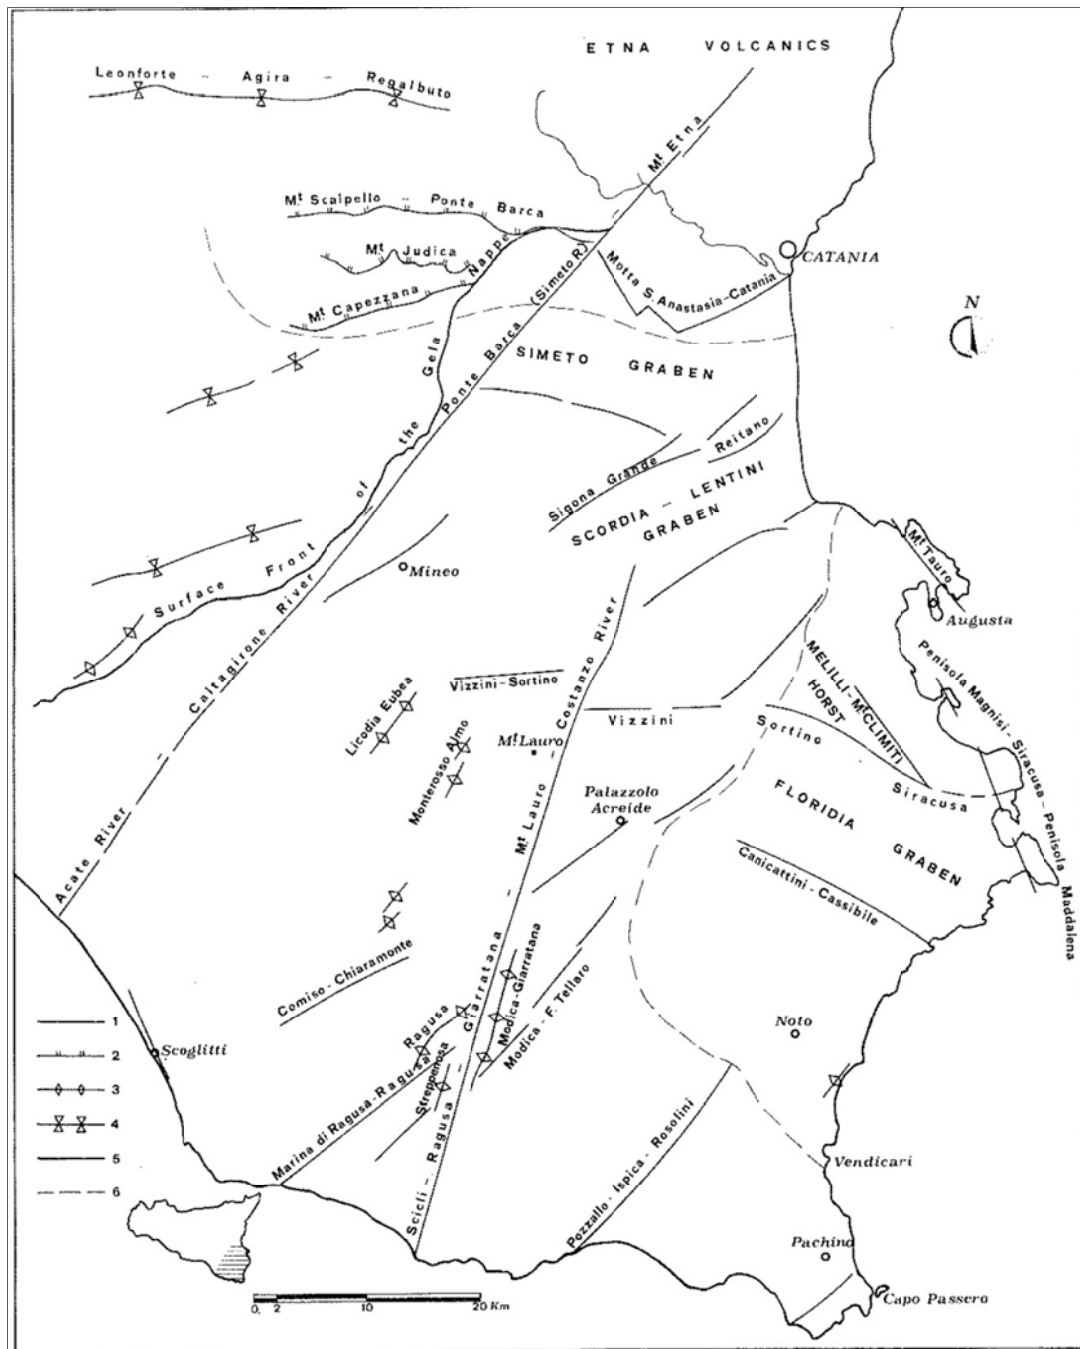 ETNA VOLCANICS
Leonforte - Agira - Regalbuto
Mt Etna
Mt Scalpello - Ponte Barca
CATANIA
Mt Judica
Motta S. Anastasia-Catania
Mt Capezzana
N
SIMETO GRABEN
Surface Front of the Gela Nappe
Acate River Caltagirone River Ponte Barca (Simeto R.)
Sigona Grande
Reitano
SCORDIA - LENTINI
GRABEN
Mineo
Mt Tauro
Augusta
Vizzini-Sortino
Licodia Eubea
Monterosso Almo
Mt Lauro
Vizzini
Scicli - Ragusa Giarratana Mt Lauro Costanzo River
MELILLI-Mt CLIMITI
HORST
Sortino Siracusa
Penisola Magnisi-Siracusa-Penisola Maddalena
Palazzolo
Acreide
FLORIDIA GRABEN
Canicattini-Cassibile
Comiso-Chiaramonte
Ragusa
Modica-Giarratana
Modica-F. Tellaro
Streppenosa
Marina di Ragusa-Ragusa
Noto
Scoglitti
1
2
3
4
5
6
Pozzallo-Ispica-Rosolini
Vendicari
Pachino
Capo Passero
0, 2 10 20 Km